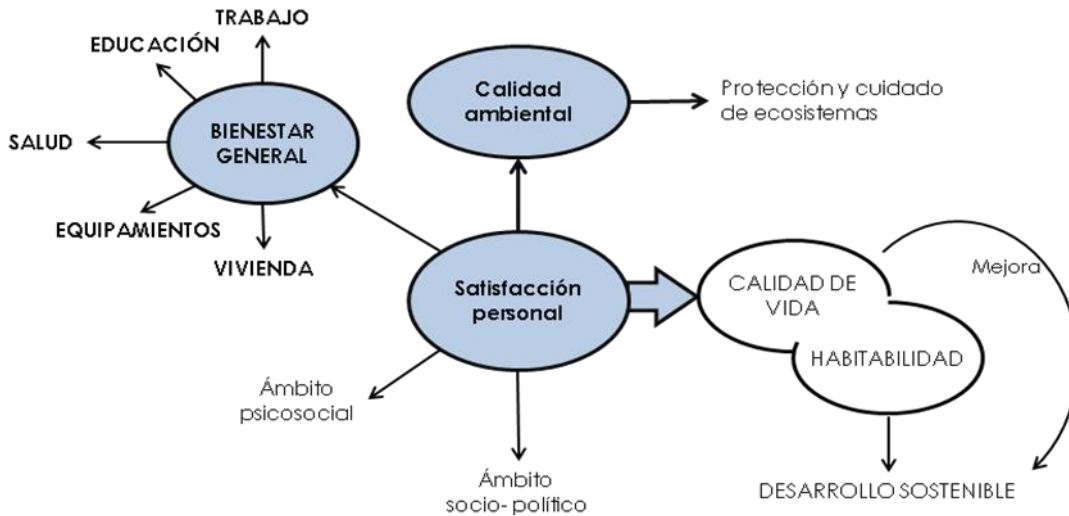 TRABAJO
EDUCACIÓN
SALUD
BIENESTAR
GENERAL
EQUIPAMIENTOS
VIVIENDA
Calidad
ambiental
Protección y cuidado
de ecosistemas
Satisfacción
personal
CALIDAD DE
VIDA
Mejora
HABITABILIDAD
Ámbito
psicosocial
Ámbito
socio-político
DESARROLLO SOSTENIBLE